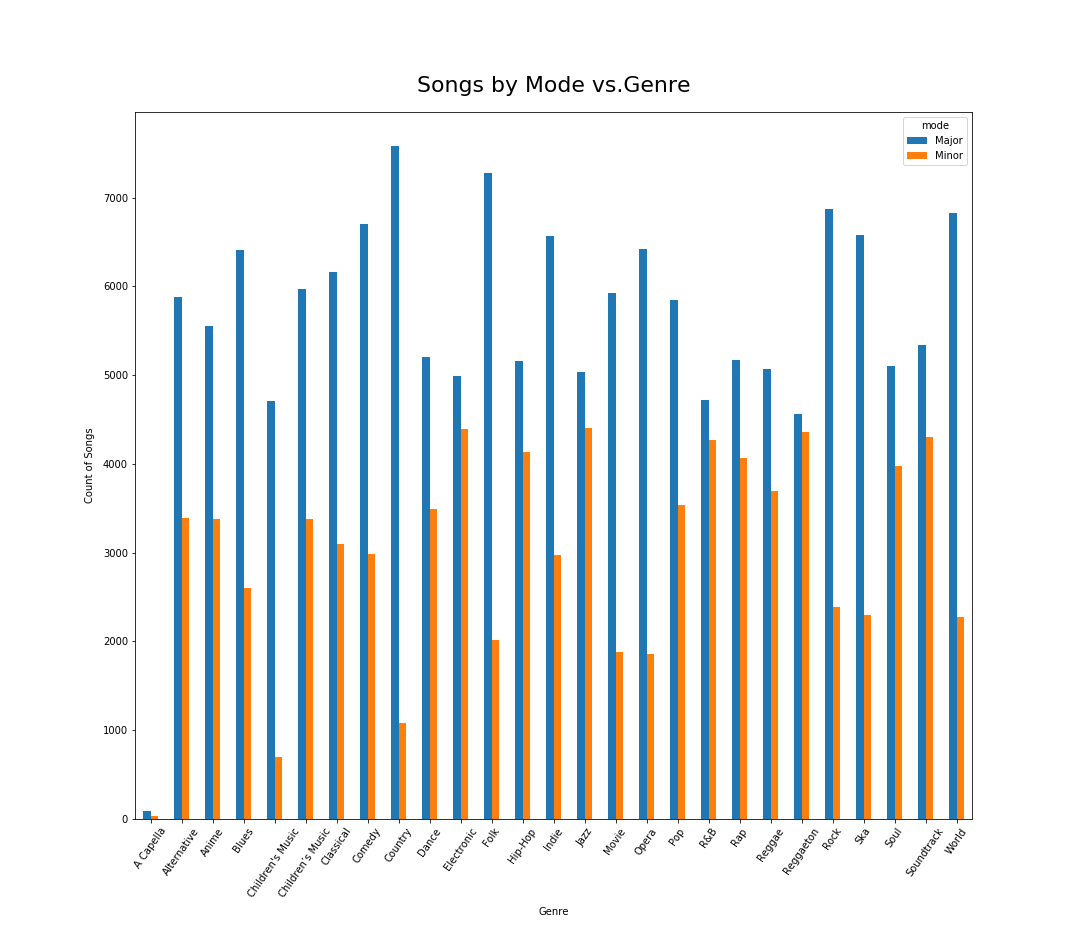 Songs by Mode vs.Genre
mode
Major
Minor
7000
6000
5000
4000
3000
2000
1000
0
Count of Songs
A Capella
Alternative
Anime
Blues
Children's Music
Children’s Music
Classical
Comedy
Country
Dance
Electronic
Folk
Hip-Hop
Indie
Jazz
Movie
Opera
Pop
R&B
Rap
Reggae
Reggaeton
Rock
Ska
Soul
Soundtrack
World
Genre